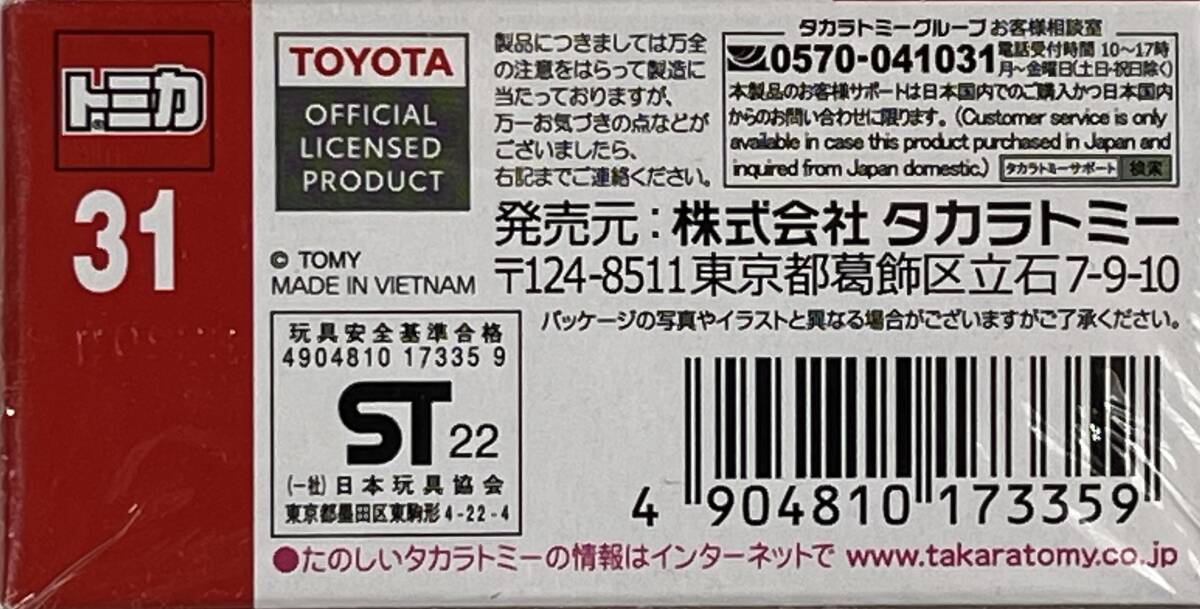 トミカ
31
TOYOTA
OFFICIAL
LICENSED
PRODUCT
© TOMY
MADE IN VIETNAM
製品につきましては万全
の注意をはらって製造に
当たっておりますが、
万一お気づきの点などが
ございましたら、
右記までご連絡ください。
タカラトミーグループ お客様相談室
0570-041031 電話受付時間 10～17時
月～金曜日(土日・祝日除く)
本製品のお客様サポートは日本国内でのご購入かつ日本国内
からのお問い合わせに限ります。(Customer service is only
available in case this product purchased in Japan and
inquired from Japan domestic.) タカラトミーサポート 検索
発売元：株式会社 タカラトミー
〒124-8511 東京都葛飾区立石7-9-10
パッケージの写真やイラストと異なる場合がございますがご了承ください。
玩具安全基準合格
4904810 17335 9
ST 22
(一社) 日本玩具協会
東京都墨田区東駒形4-22-4
4 904810 173359
●たのしいタカラトミーの情報はインターネットで www.takaratomy.co.jp